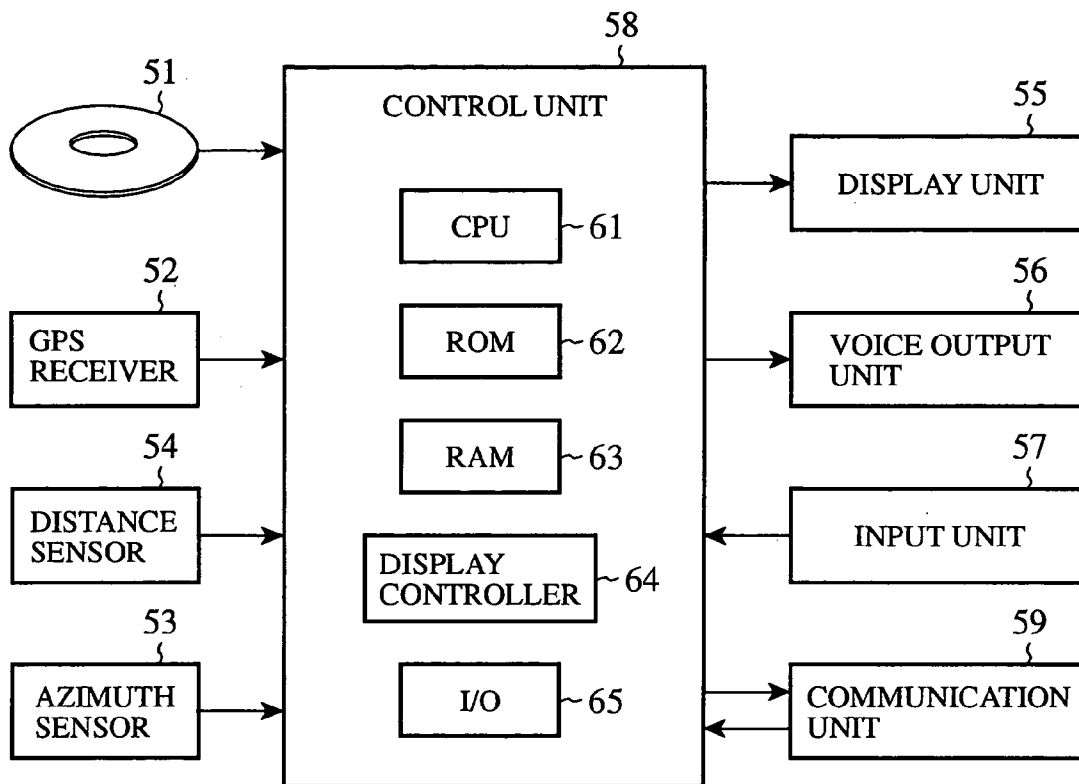 58
51
CONTROL UNIT
55
DISPLAY UNIT
CPU
61
52
GPS
RECEIVER
ROM
62
56
VOICE OUTPUT
UNIT
54
DISTANCE
SENSOR
RAM
63
57
INPUT UNIT
DISPLAY
CONTROLLER
64
53
AZIMUTH
SENSOR
I/O
65
59
COMMUNICATION
UNIT